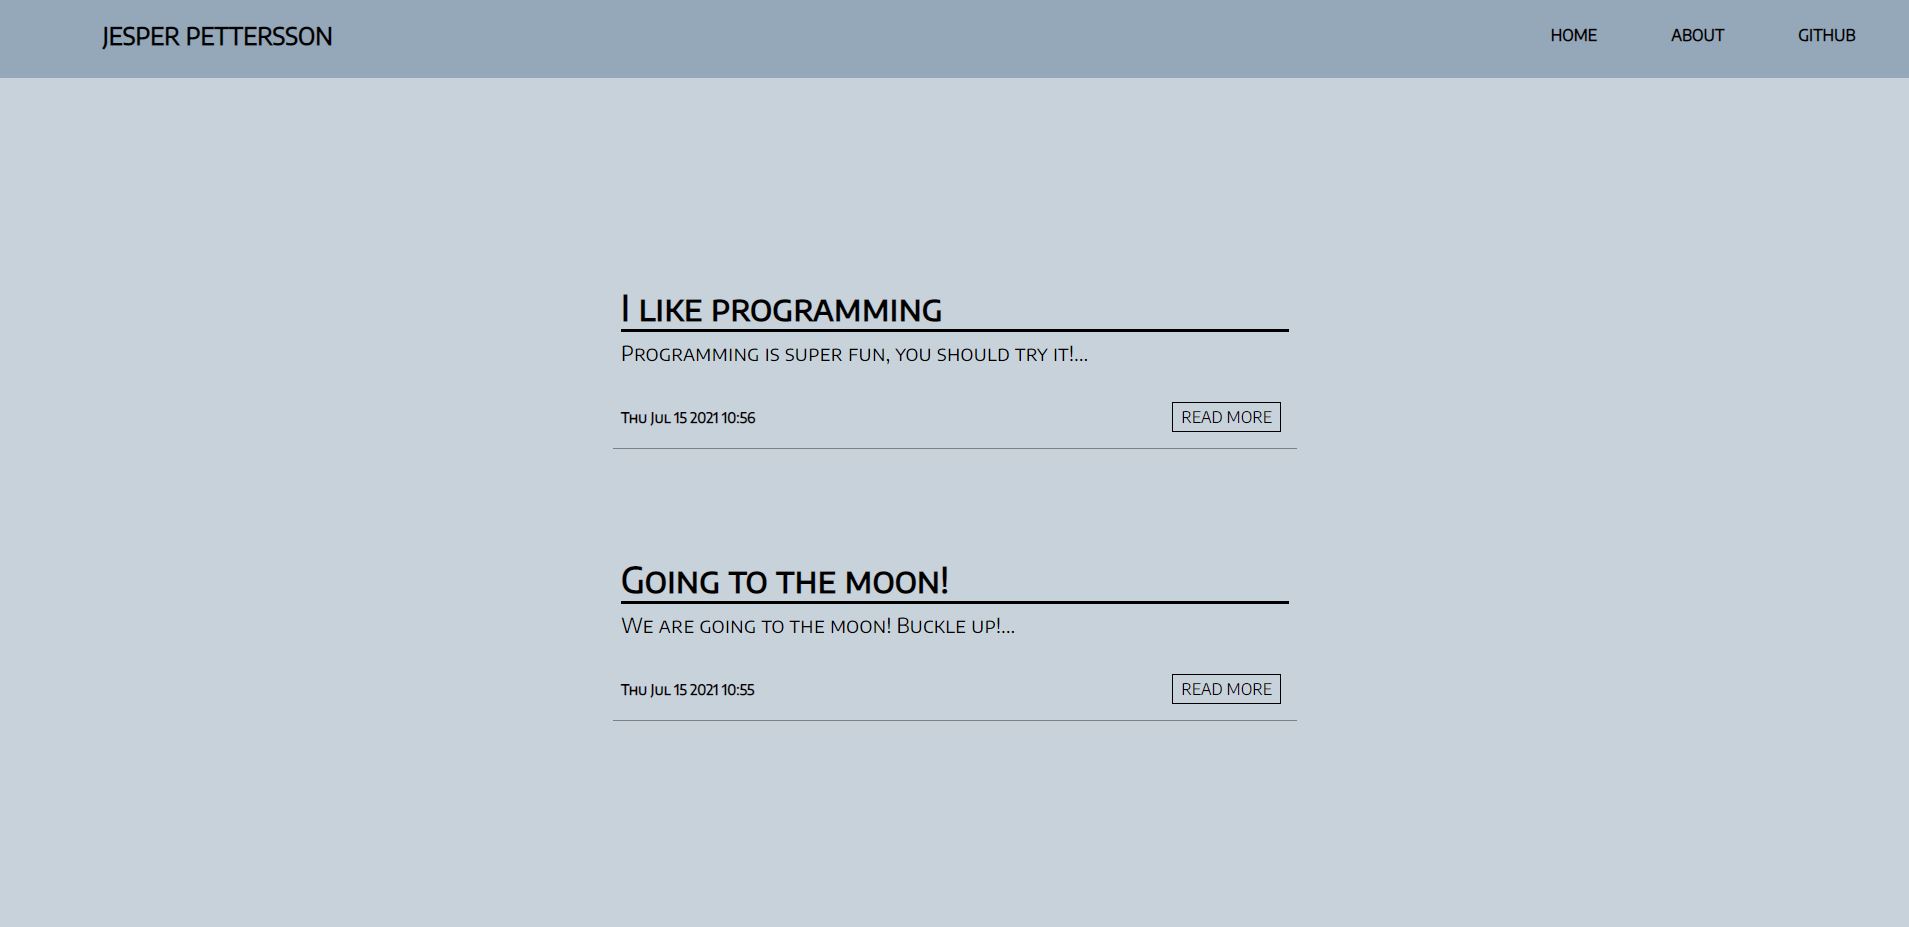 JESPER PETTERSSON
HOME ABOUT GITHUB
I like programming
Programming is super fun, you should try it!...
Thu Jul 15 2021 10:56
READ MORE
Going to the moon!
We are going to the moon! Buckle up!...
Thu Jul 15 2021 10:55
READ MORE